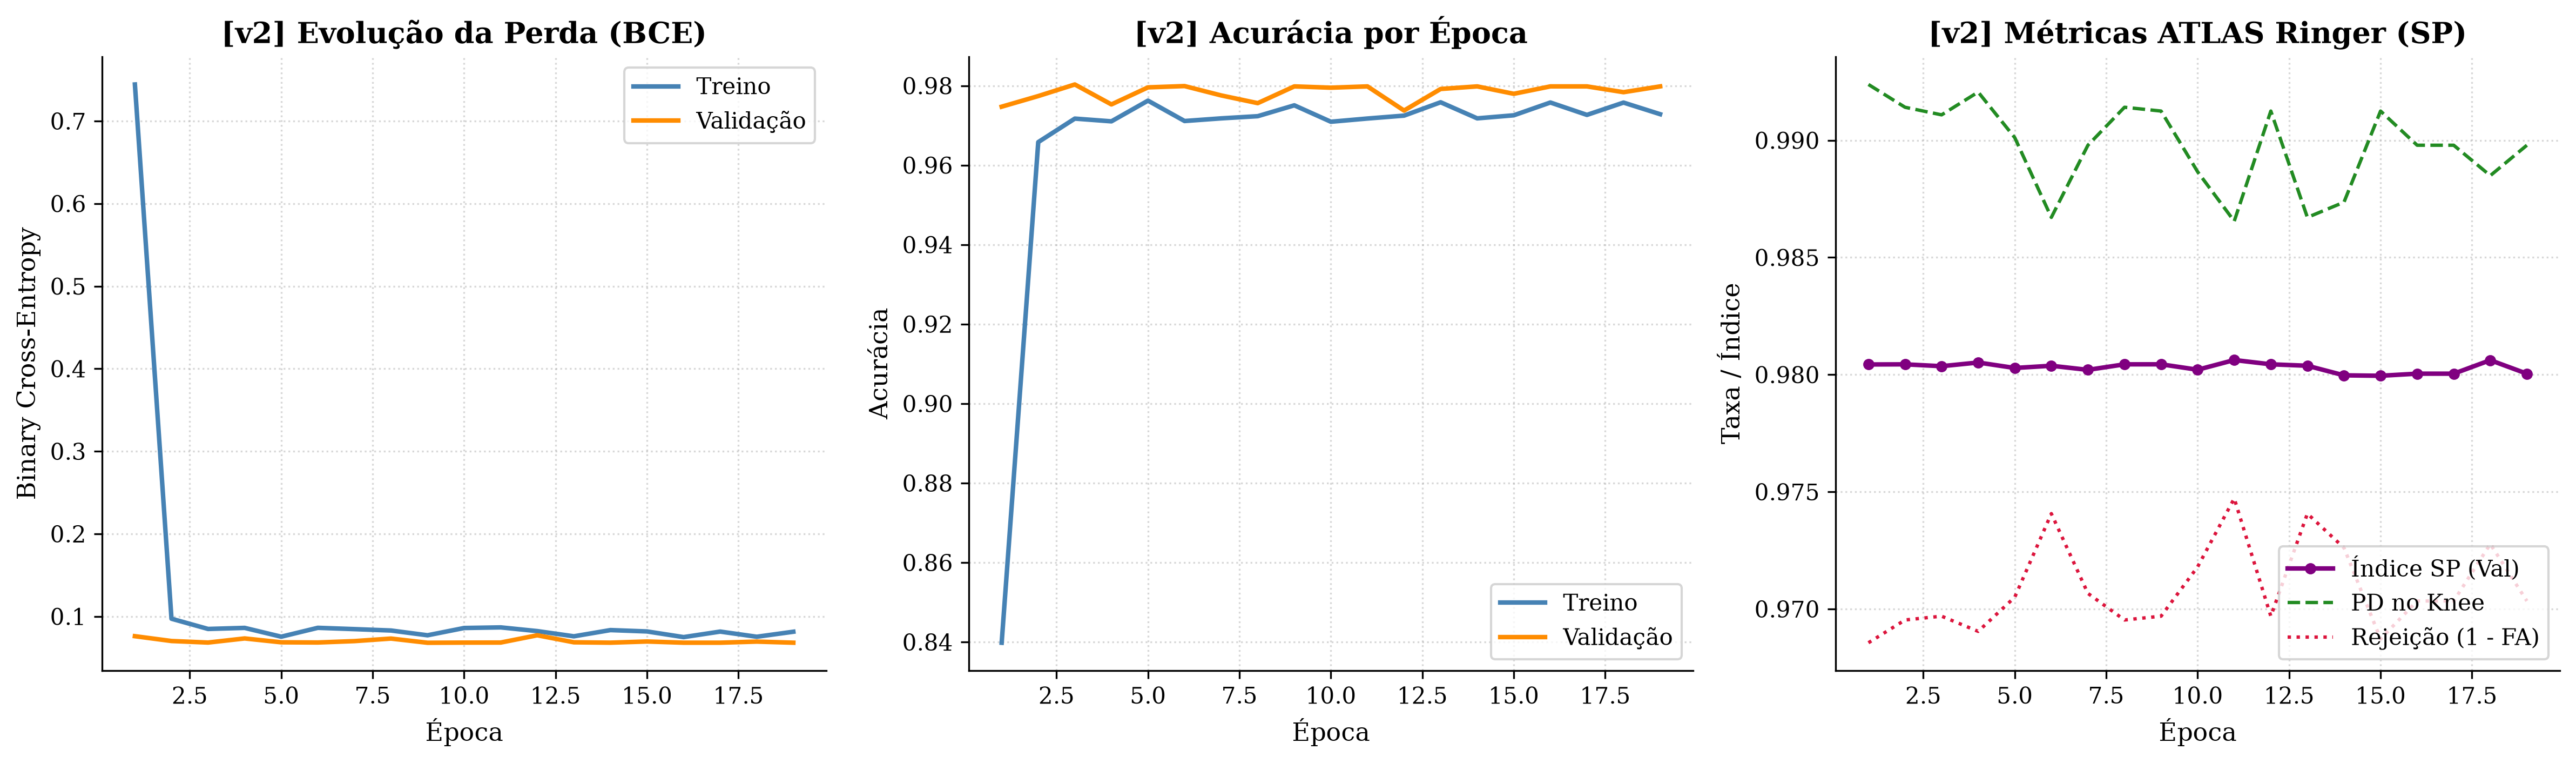 [v2] Evolução da Perda (BCE)
Binary Cross-Entropy
0.7
0.6
0.5
0.4
0.3
0.2
0.1
Treino
Validação
2.5 5.0 7.5 10.0 12.5 15.0 17.5
Época
[v2] Acurácia por Época
Acurácia
0.98
0.96
0.94
0.92
0.90
0.88
0.86
0.84
Treino
Validação
2.5 5.0 7.5 10.0 12.5 15.0 17.5
Época
[v2] Métricas ATLAS Ringer (SP)
Taxa / Índice
0.990
0.985
0.980
0.975
0.970
Índice SP (Val)
PD no Knee
Rejeição (1 - FA)
2.5 5.0 7.5 10.0 12.5 15.0 17.5
Época